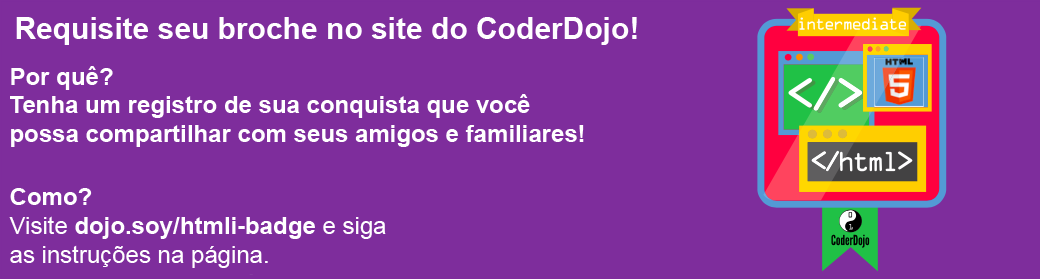 Requisite seu broche no site do CoderDojo!
Por quê?
Tenha um registro de sua conquista que você
possa compartilhar com seus amigos e familiares!
Como?
Visite dojo.soy/htmli-badge e siga
as instruções na página.
intermediate
HTML
5
</>
</html>
CoderDojo